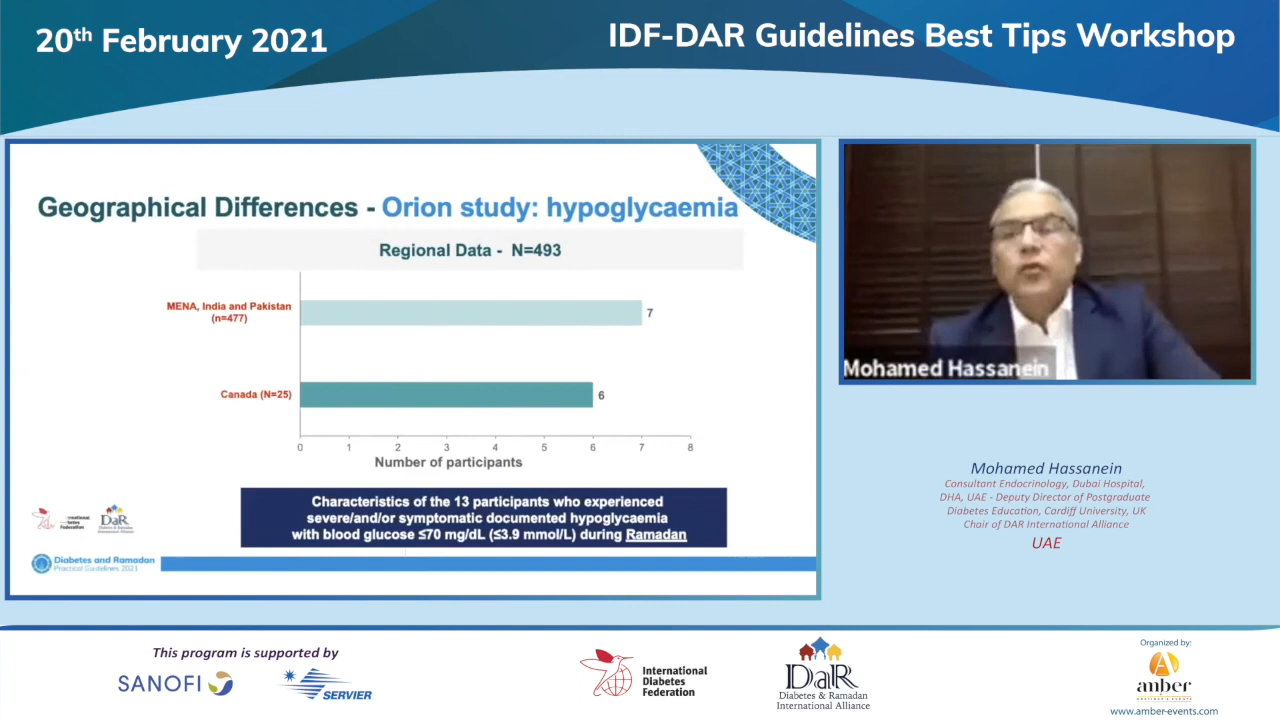 20th February 2021
IDF-DAR Guidelines Best Tips Workshop
Geographical Differences - Orion study: hypoglycaemia
Regional Data - N=493
MENA, India and Pakistan
(n=477)
7
Canada (N=25)
6
0 1 2 3 4 5 6 7 8
Number of participants
Characteristics of the 13 participants who experienced
severe/and/or symptomatic documented hypoglycaemia
with blood glucose ≤70 mg/dL (≤3.9 mmol/L) during Ramadan
DaR
Diabetes and Ramadan
Practical Guidelines 2021
Mohamed Hassanein
Mohamed Hassanein
Consultant Endocrinology, Dubai Hospital,
DHA, UAE - Deputy Director of Postgraduate
Diabetes Education, Cardiff University, UK
Chair of DAR International Alliance
UAE
This program is supported by
SANOFI
SERVIER
International
Diabetes
Federation
DaR
Diabetes & Ramadan
International Alliance
Organized by:
anber
www.amber-events.com